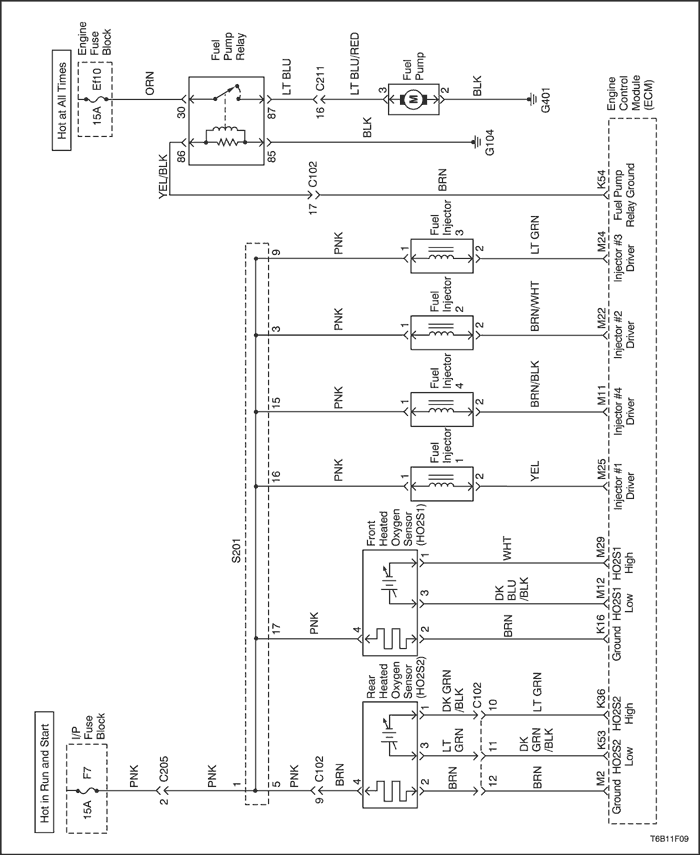 Hot at All Times
Engine
Fuse
Block
Ef10
15A
ORN
30
Fuel
Pump
Relay
87
LT BLU
C211
16
LT BLU/RED
3
Fuel
Pump
M
2
BLK
G401
86
85
BLK
G104
YEL/BLK
C102
17
BRN
K54
Fuel Pump
Relay Ground
Engine
Control
Module
(ECM)
S201
9
PNK
1
Fuel
Injector
3
2
LT GRN
M24
Injector #3
Driver
3
PNK
1
Fuel
Injector
2
2
BRN/WHT
M22
Injector #2
Driver
15
PNK
1
Fuel
Injector
4
2
BRN/BLK
M11
Injector #4
Driver
16
PNK
1
Fuel
Injector
1
2
YEL
M25
Injector #1
Driver
17
PNK
4
Front
Heated
Oxygen
Sensor
(HO2S1)
1
WHT
M29
HO2S1
High
3
DK
BLU
/BLK
M12
HO2S1
Low
2
BRN
K16
Ground
Hot in Run and Start
I/P
Fuse
Block
F7
15A
PNK
C205
2
PNK
1
5
PNK
C102
9
BRN
4
Rear
Heated
Oxygen
Sensor
(HO2S2)
1
DK GRN
/BLK
C102
10
LT GRN
K36
HO2S2
High
3
LT
GRN
11
DK
GRN
/BLK
K53
HO2S2
Low
2
BRN
12
BRN
M2
Ground
T6B11F09